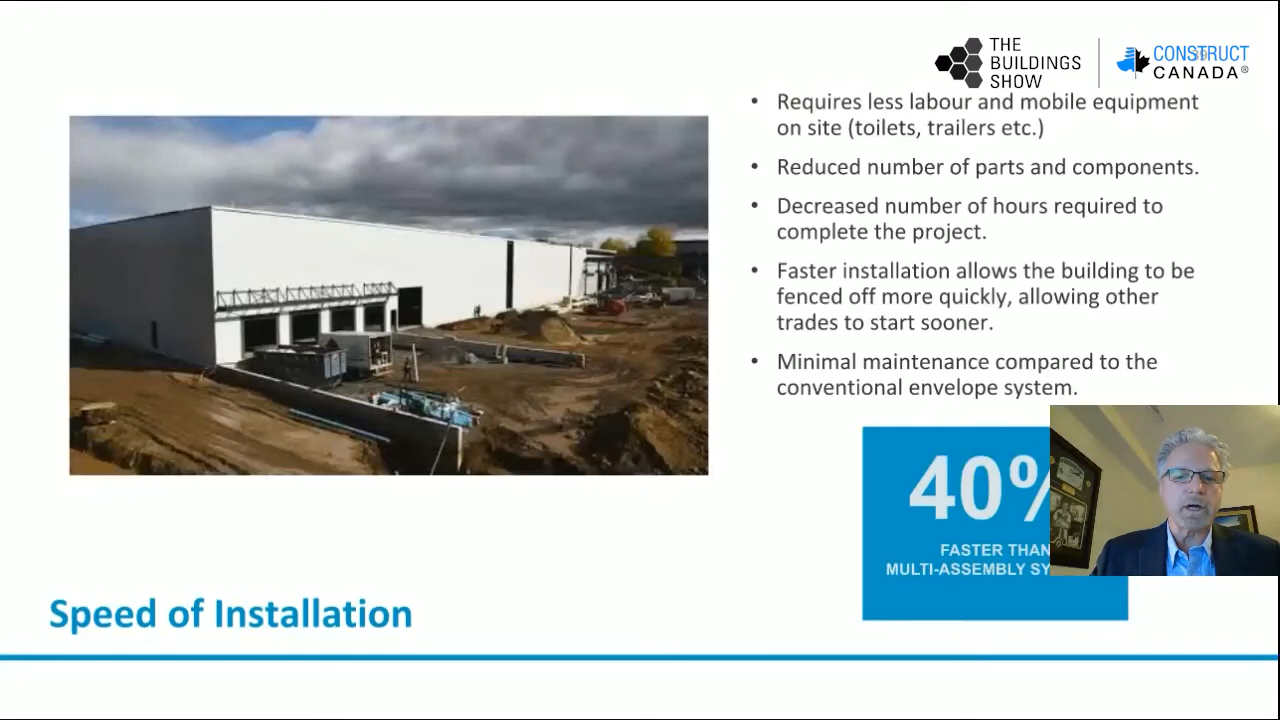 THE
BUILDINGS
SHOW
CONSTRUCT
CANADA®
• Requires less labour and mobile equipment
on site (toilets, trailers etc.)
• Reduced number of parts and components.
• Decreased number of hours required to
complete the project.
• Faster installation allows the building to be
fenced off more quickly, allowing other
trades to start sooner.
• Minimal maintenance compared to the
conventional envelope system.
40%
FASTER THAN
MULTI-ASSEMBLY SY
Speed of Installation